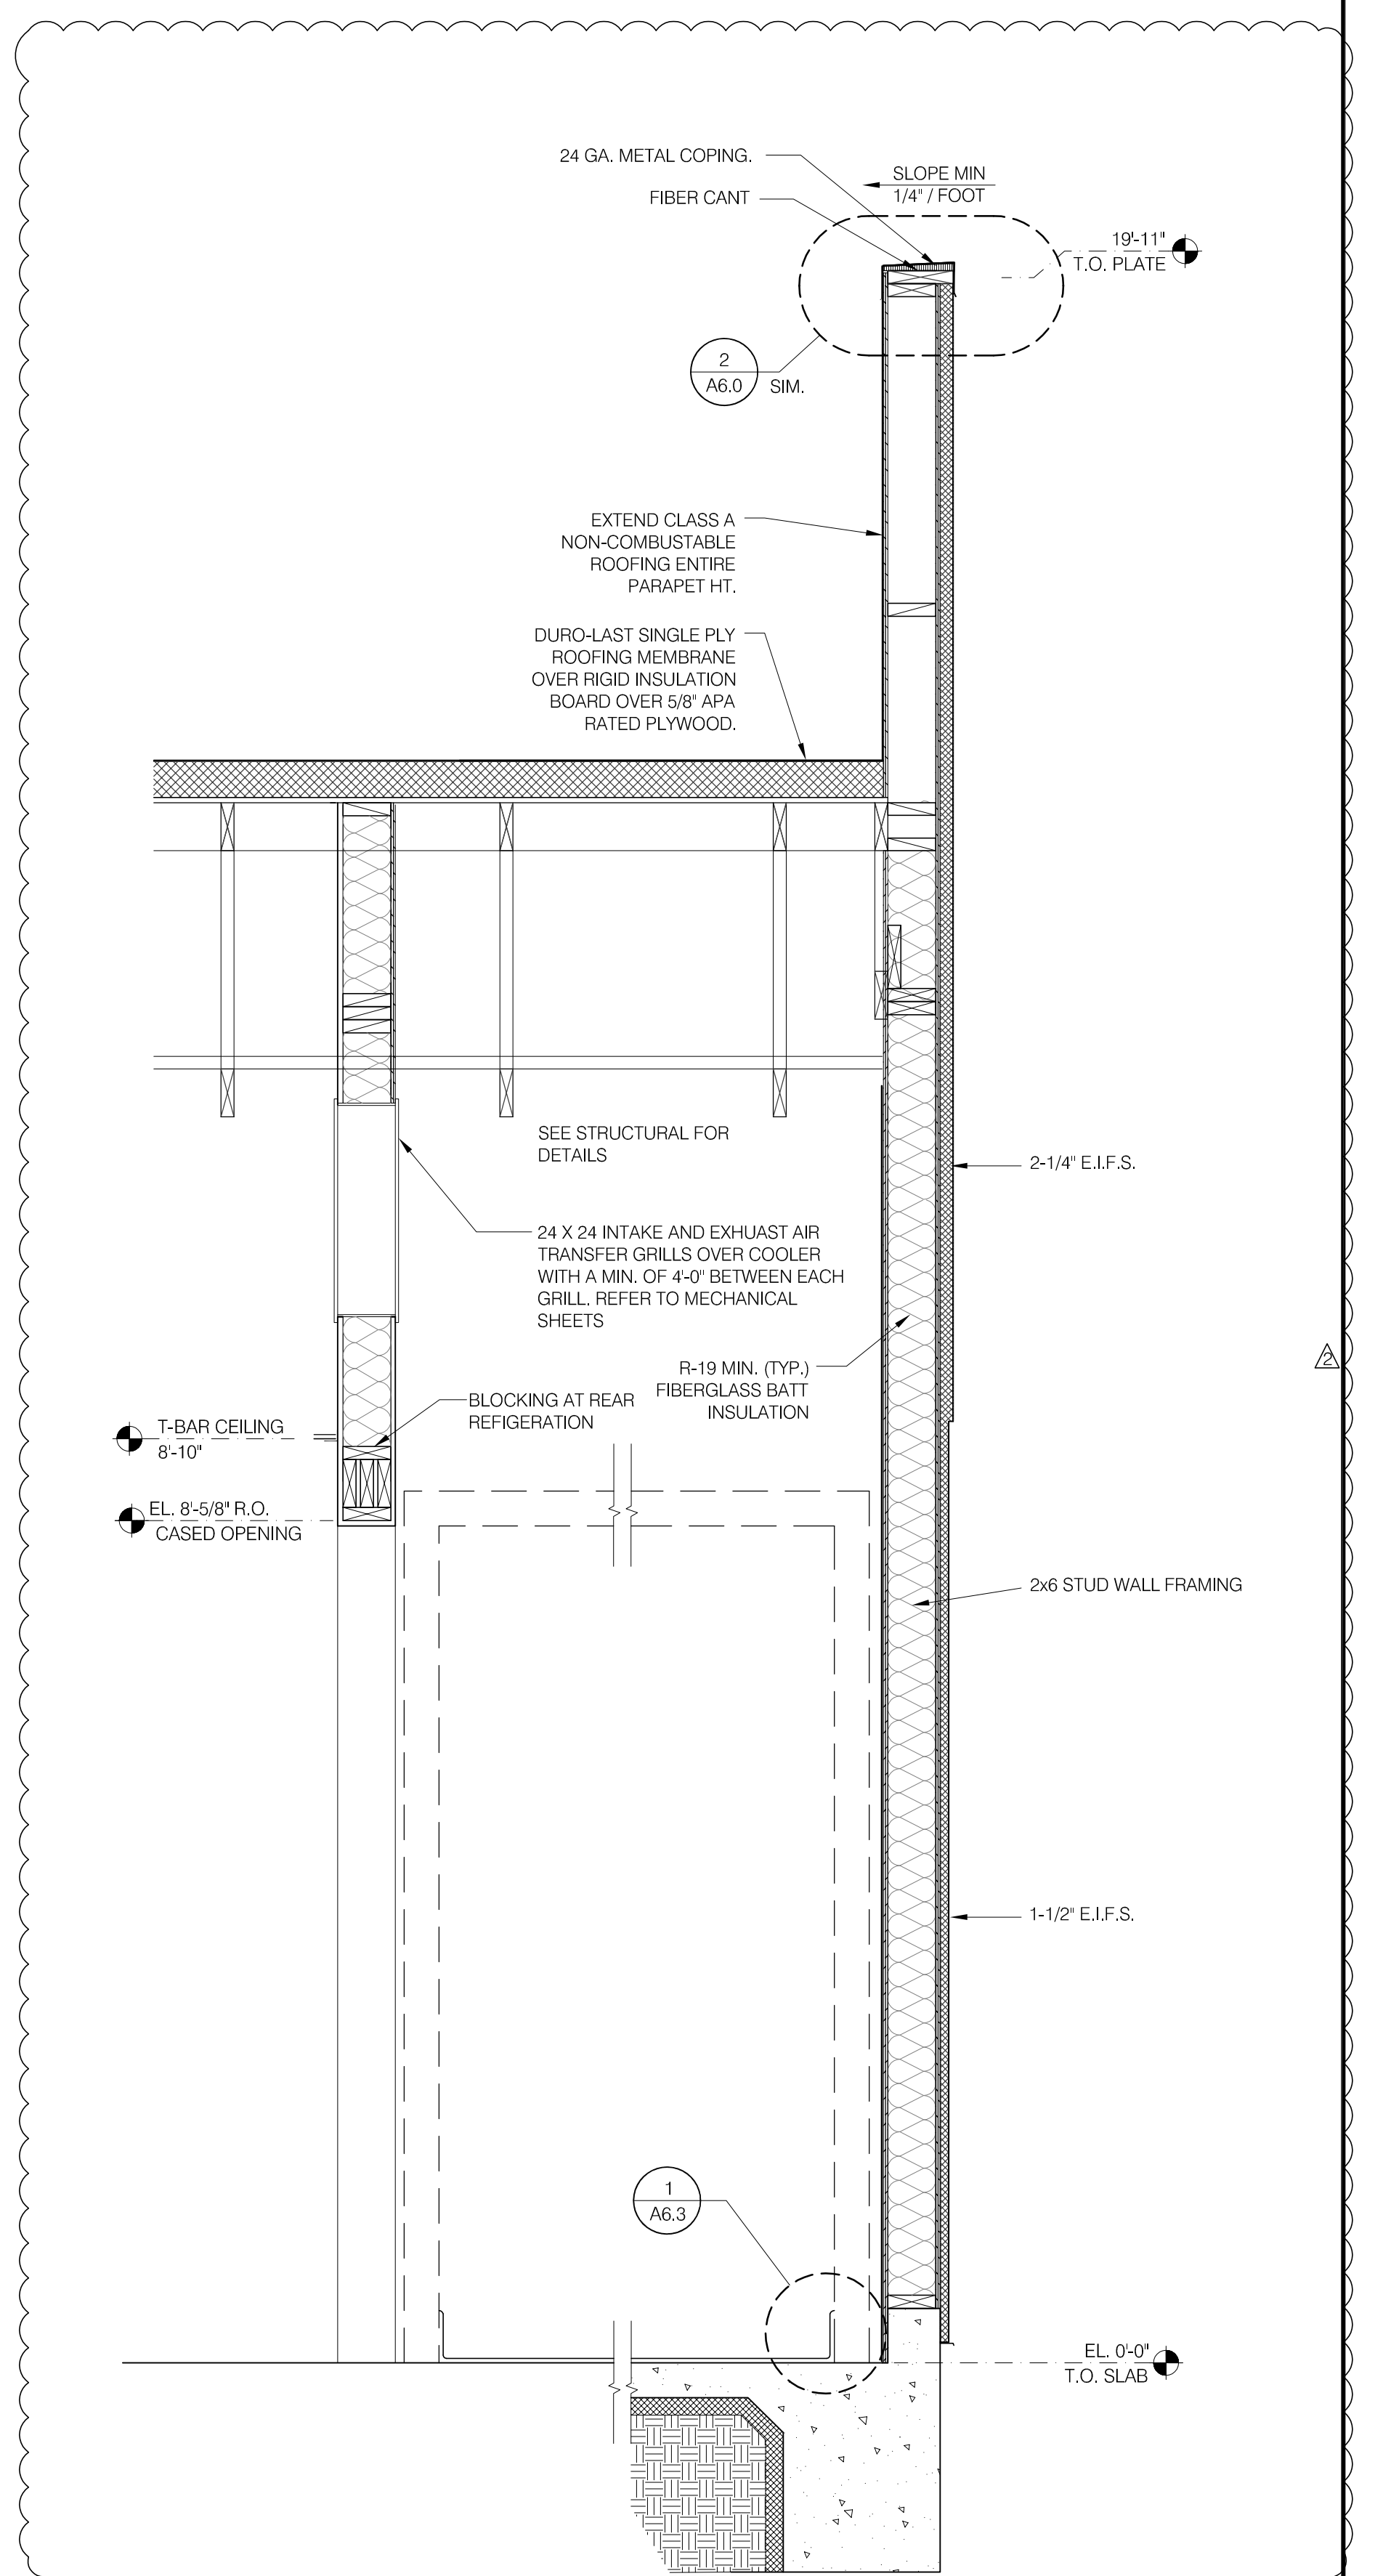 24 GA. METAL COPING.
SLOPE MIN
1/4" / FOOT
FIBER CANT
19'-11"
T.O. PLATE
2
A6.0
SIM.
EXTEND CLASS A
NON-COMBUSTABLE
ROOFING ENTIRE
PARAPET HT.
DURO-LAST SINGLE PLY
ROOFING MEMBRANE
OVER RIGID INSULATION
BOARD OVER 5/8" APA
RATED PLYWOOD.
SEE STRUCTURAL FOR
DETAILS
2-1/4" E.I.F.S.
24 X 24 INTAKE AND EXHUAST AIR
TRANSFER GRILLS OVER COOLER
WITH A MIN. OF 4'-0" BETWEEN EACH
GRILL. REFER TO MECHANICAL
SHEETS
2
R-19 MIN. (TYP.)
FIBERGLASS BATT
INSULATION
BLOCKING AT REAR
REFIGERATION
T-BAR CEILING
8'-10"
EL. 8'-5/8" R.O.
CASED OPENING
2x6 STUD WALL FRAMING
1-1/2" E.I.F.S.
1
A6.3
EL. 0'-0"
T.O. SLAB